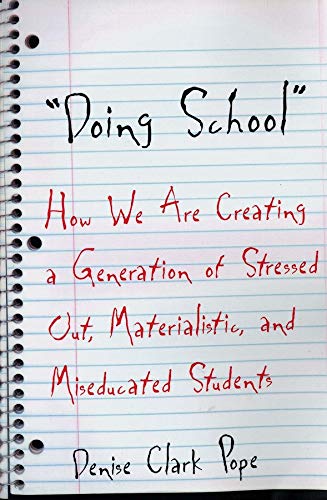 "Doing School"
How We Are Creating
a Generation of Stressed
Out, Materialistic, and
Miseducated Students
Denise Clark Pope